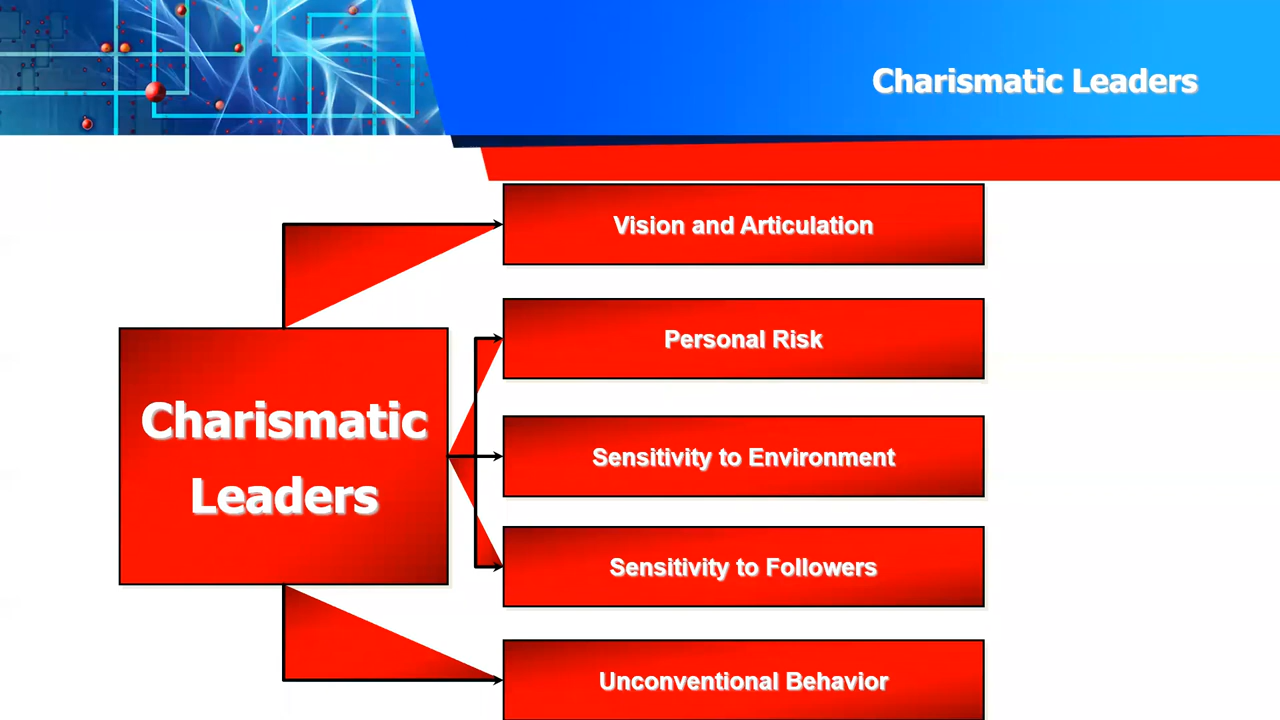 Charismatic Leaders
Vision and Articulation
Personal Risk
Charismatic
Leaders
Sensitivity to Environment
Sensitivity to Followers
Unconventional Behavior